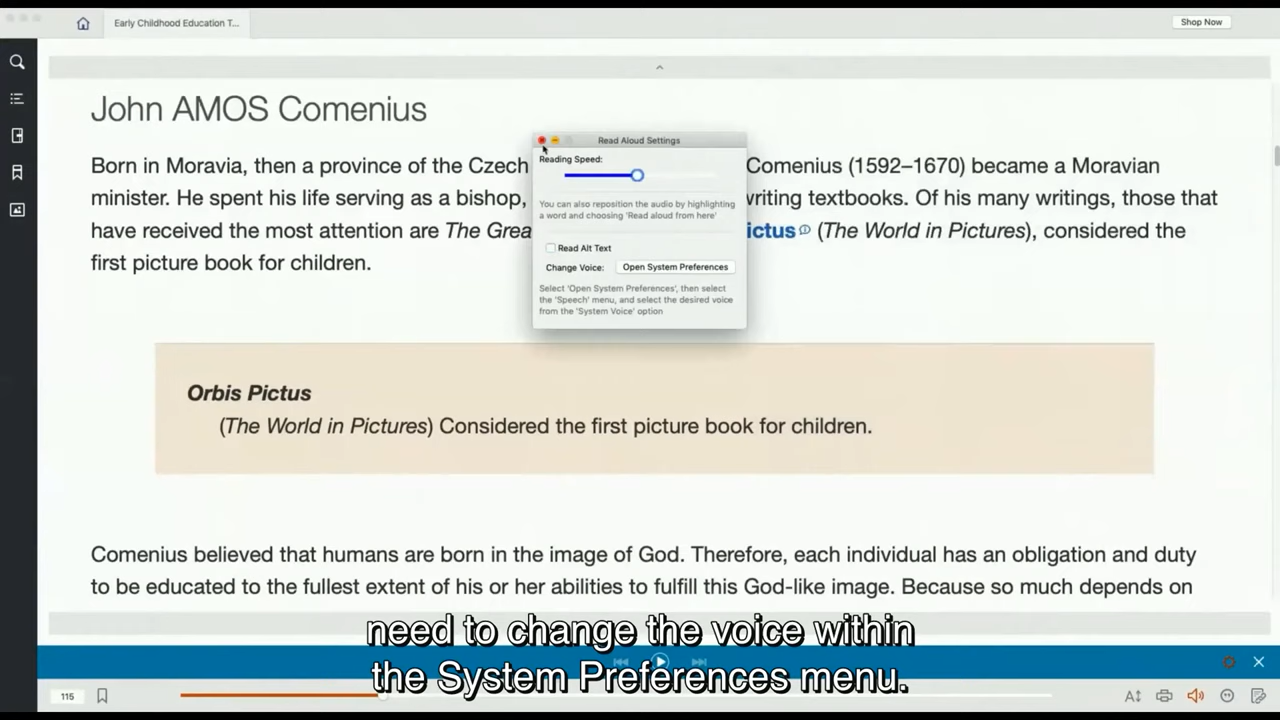 Early Childhood Education T...
Shop Now
John AMOS Comenius
Born in Moravia, then a province of the Czech
Comenius (1592–1670) became a Moravian
minister. He spent his life serving as a bishop,
writing textbooks. Of his many writings, those that
have received the most attention are The Grea
ictus (The World in Pictures), considered the
first picture book for children.
Read Aloud Settings
Reading Speed:
You can also repositon the audio by highlighting
a word and choosing 'Read aloud from here'
Read Alt Text
Change Voice: Open System Preferences
Select 'Open System Preferences', then select
the 'Speech' menu, and select the desired voice
from the 'System Voice' option
Orbis Pictus
(The World in Pictures) Considered the first picture book for children.
Comenius believed that humans are born in the image of God. Therefore, each individual has an obligation and duty
to be educated to the fullest extent of his or her abilities to fulfill this God-like image. Because so much depends on
need to change the voice within
the System Preferences menu.
115